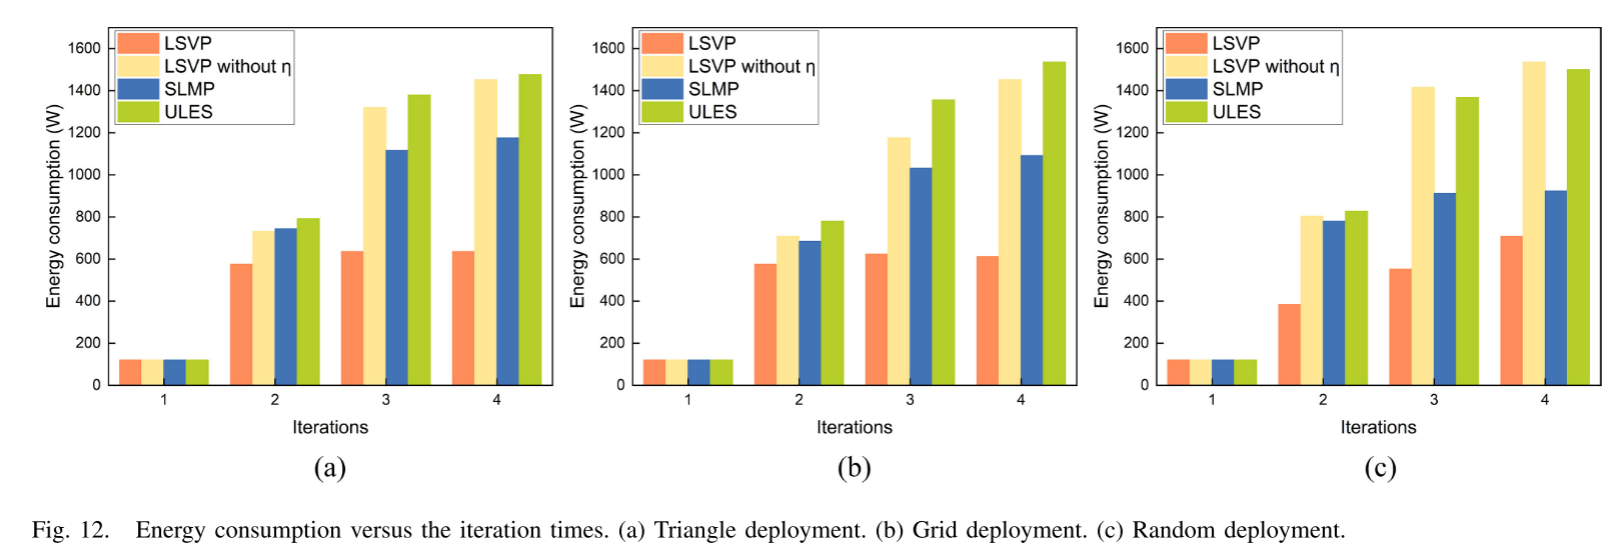 1600
1400
1200
1000
800
600
400
200
0
Energy consumption (W)
LSVP
LSVP without η
SLMP
ULES
1 2 3 4
Iterations
(a)
1600
1400
1200
1000
800
600
400
200
0
Energy consumption (W)
LSVP
LSVP without η
SLMP
ULES
1 2 3 4
Iterations
(b)
1600
1400
1200
1000
800
600
400
200
0
Energy consumption (W)
LSVP
LSVP without η
SLMP
ULES
1 2 3 4
Iterations
(c)
Fig. 12. Energy consumption versus the iteration times. (a) Triangle deployment. (b) Grid deployment. (c) Random deployment.